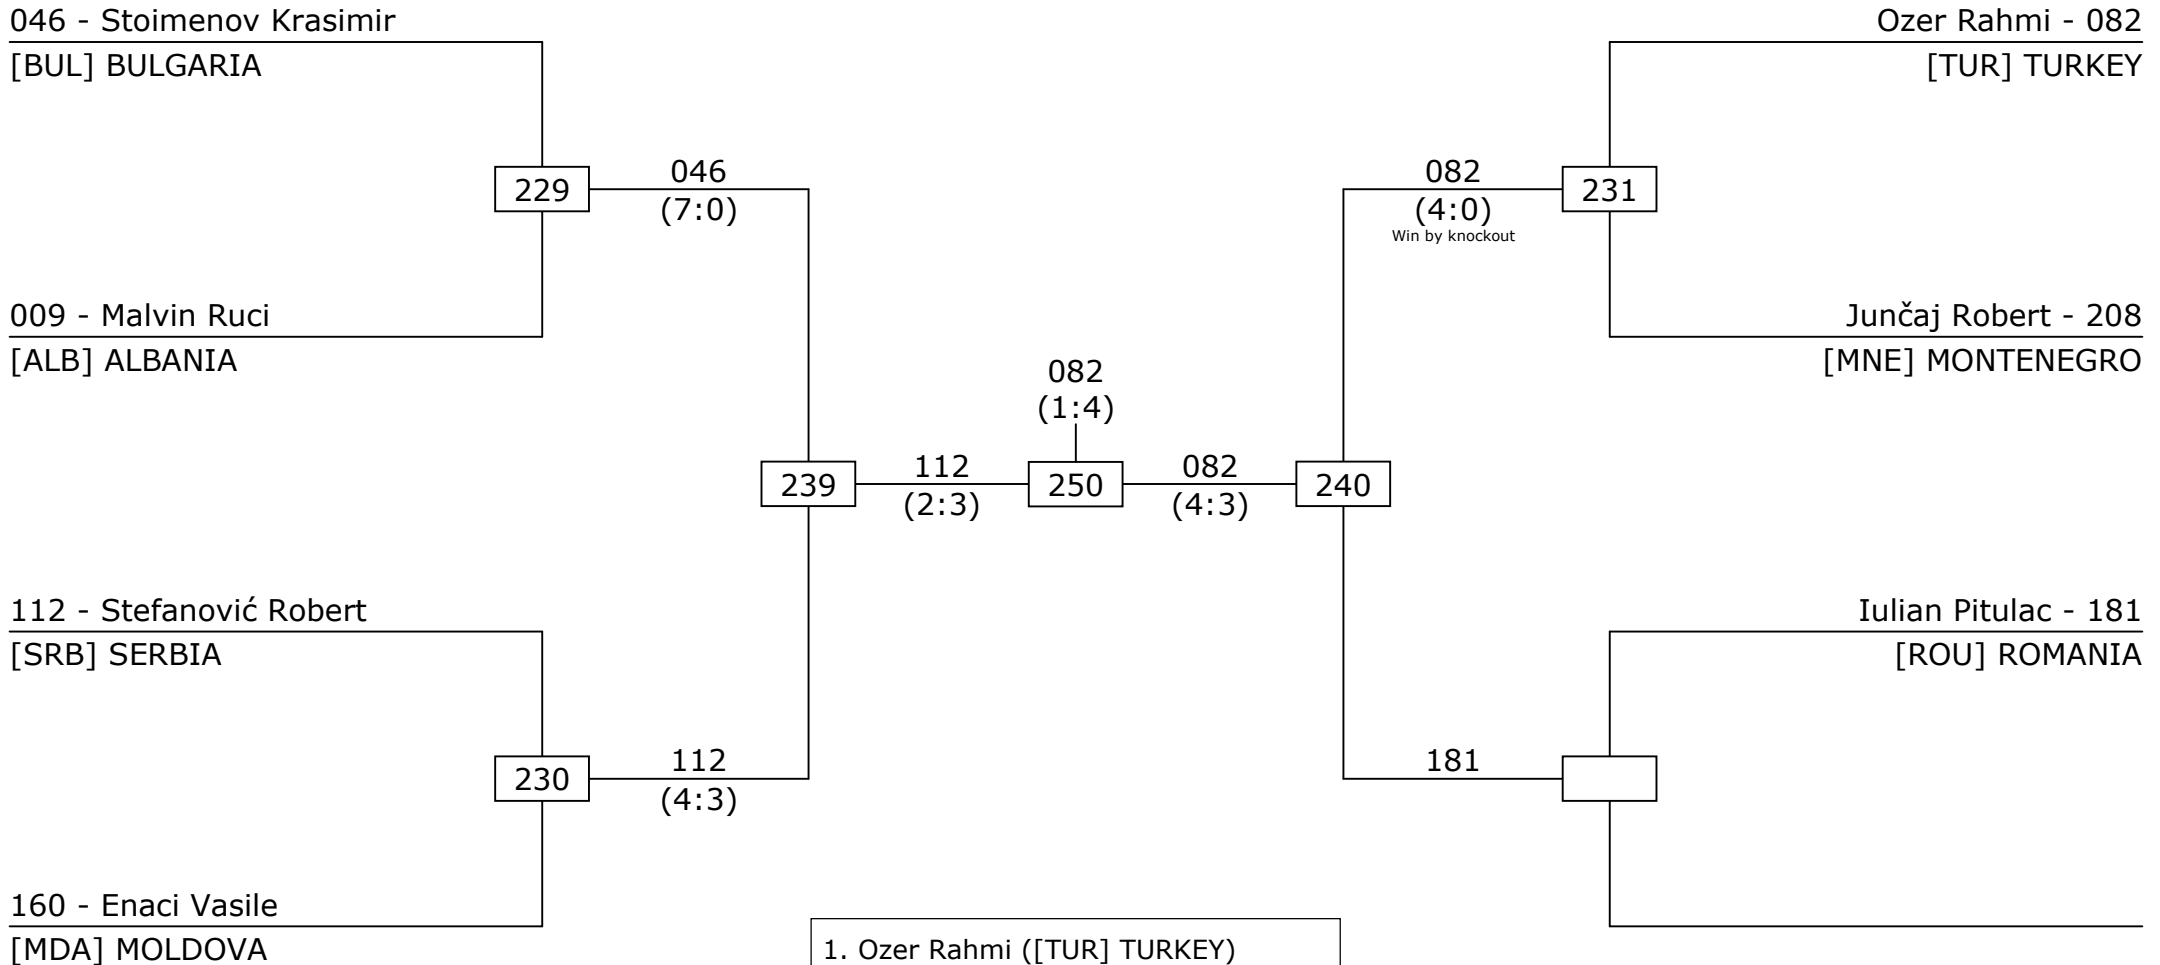 046 - Stoimenov Krasimir
[BUL] BULGARIA
229
046
(7:0)
009 - Malvin Ruci
[ALB] ALBANIA
112 - Stefanović Robert
[SRB] SERBIA
230
112
(4:3)
160 - Enaci Vasile
[MDA] MOLDOVA
239
112
(2:3)
082
(1:4)
250
082
(4:3)
240
Ozer Rahmi - 082
[TUR] TURKEY
082
(4:0)
Win by knockout
231
Junčaj Robert - 208
[MNE] MONTENEGRO
Iulian Pitulac - 181
[ROU] ROMANIA
181
1. Ozer Rahmi ([TUR] TURKEY)